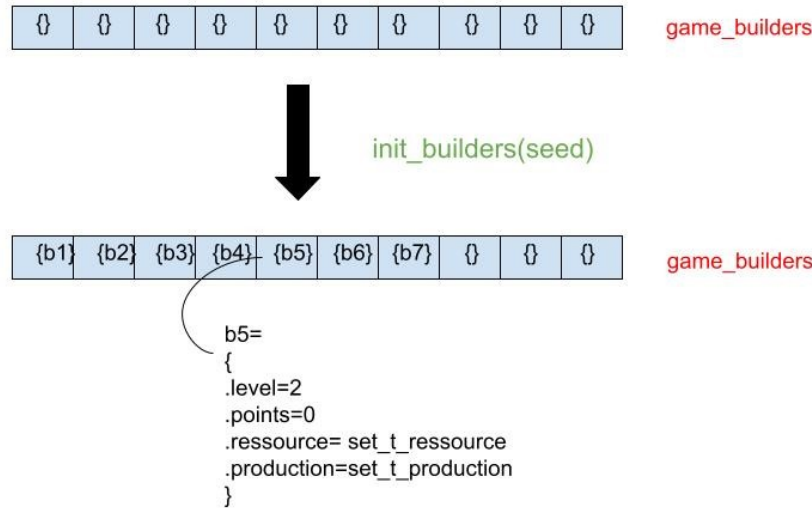 {} {} {} {} {} {} {} {} {} {} game_builders
init_builders(seed)
{b1} {b2} {b3} {b4} {b5} {b6} {b7} {} {} {} game_builders
b5=
{
.level=2
.points=0
.ressource= set_t_ressource
.production=set_t_production
}